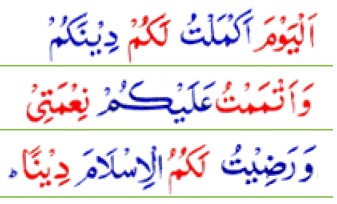 اَلْيَوْمَ اَكْمَلْتُ لَكُمْ دِيْنَكُمْ
وَاَتْمَمْتُ عَلَيْكُمْ نِعْمَتِيْ
وَرَضِيْتُ لَكُمُ الْاِسْلَامَ دِيْنًا ه